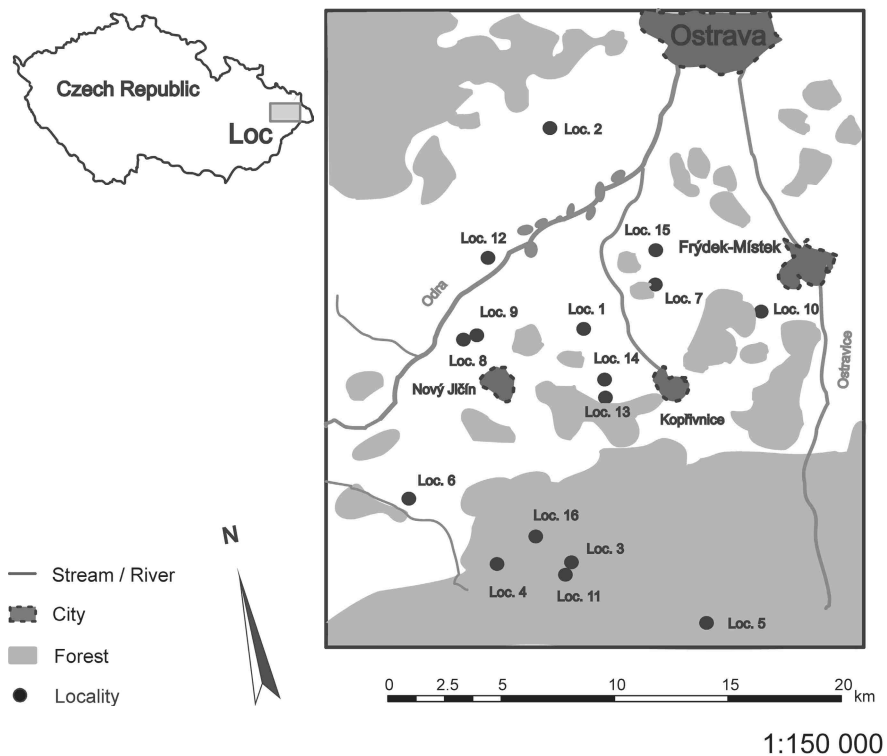 Czech Republic
Loc
Ostrava
Loc. 2
Loc. 12
Loc. 15
Frýdek-Místek
Odra
Loc. 7
Loc. 9
Loc. 1
Loc. 10
Loc. 8
Loc. 14
Ostravice
Nový Jičín
Loc. 13
Kopřivnice
Loc. 6
Loc. 16
Loc. 3
Loc. 4
Loc. 11
Loc. 5
N
Stream / River
City
Forest
Locality
0 2.5 5 10 15 20
km
1:150 000